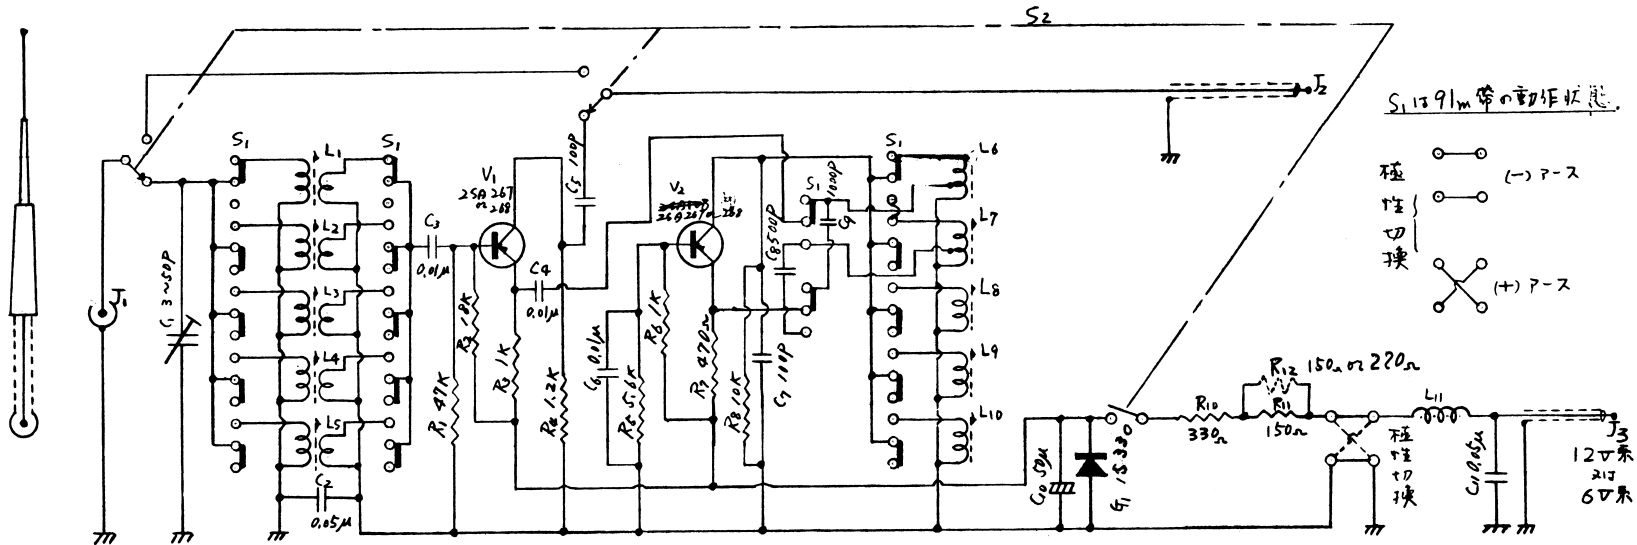 S2
J2
S1は91m帯の動作状態.
極性切換
(-) アース
(+) アース
J1
C1 3~50P
S1
L1
L2
L3
L4
L5
S1
C2
0.05μ
C3
0.01μ
R1 47K
R2 18K
V1
2SA267
or 268
R3 1K
C4
0.01μ
C5 100P
R4 1.2K
C6 0.01μ
R5 5.6K
R6 1K
V2
2SA267 or 268
R7 470Ω
R8 10K
C7 100P
C8 500P
S1
1000P
C9
S1
L6
L7
L8
L9
L10
C10 50μ
1S330
R10
330Ω
R12 150Ω or 220Ω
R11
150Ω
極性切換
L11
C11 0.05μ
J3
12V系
又は
6V系